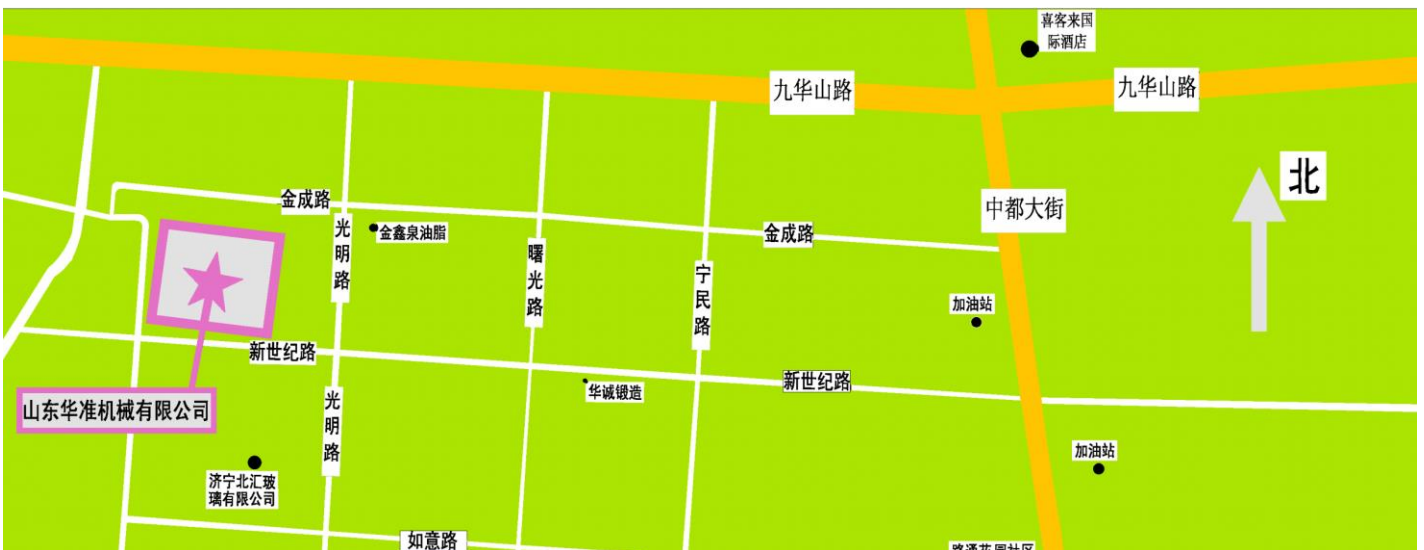 喜客来国
际酒店
九华山路
九华山路
北
金成路
中都大街
光明路
金鑫泉油脂
曙光路
金成路
宁民路
加油站
新世纪路
华诚锻造
新世纪路
山东华准机械有限公司
光明路
加油站
济宁北汇玻
璃有限公司
如意路